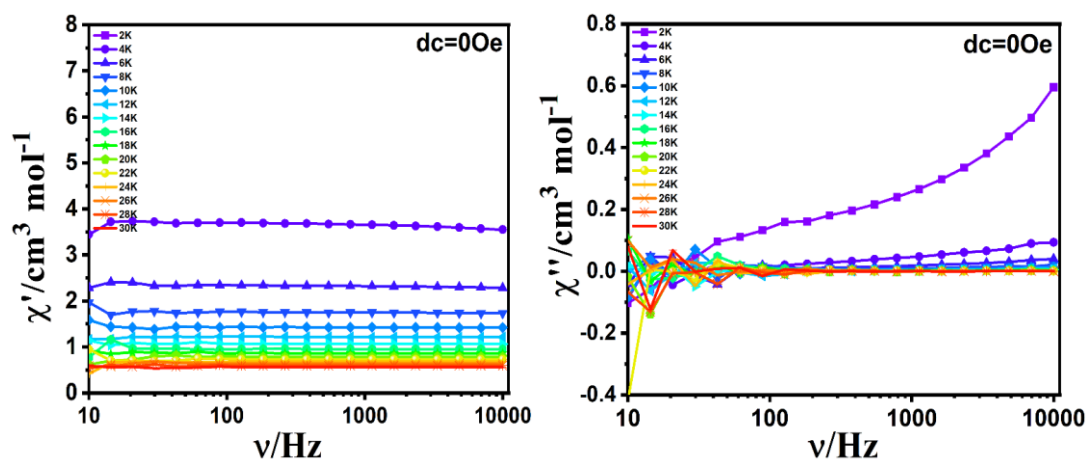 8
7
6
5
4
3
2
1
0
χ'/cm³ mol⁻¹
dc=0Oe
2K
4K
6K
8K
10K
12K
14K
16K
18K
20K
22K
24K
26K
28K
30K
10
100
1000
10000
ν/Hz
0.8
0.6
0.4
0.2
0.0
-0.2
-0.4
χ''/cm³ mol⁻¹
dc=0Oe
2K
4K
6K
8K
10K
12K
14K
16K
18K
20K
22K
24K
26K
28K
30K
10
100
1000
10000
ν/Hz